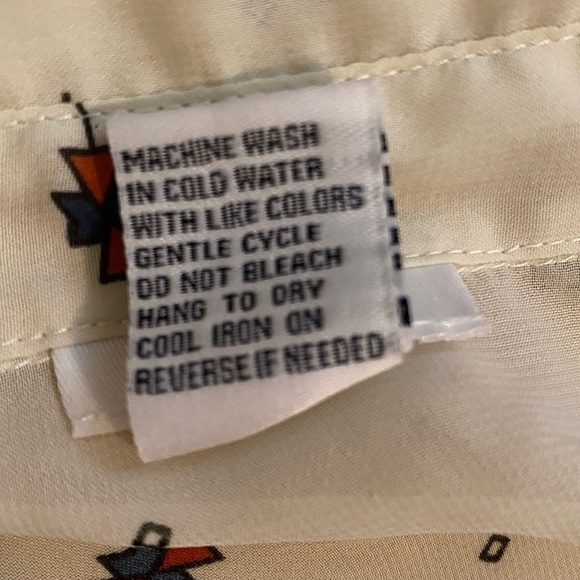 MACHINE WASH
IN COLD WATER
WITH LIKE COLORS
GENTLE CYCLE
DO NOT BLEACH
HANG TO DRY
COOL IRON ON
REVERSE IF NEEDED